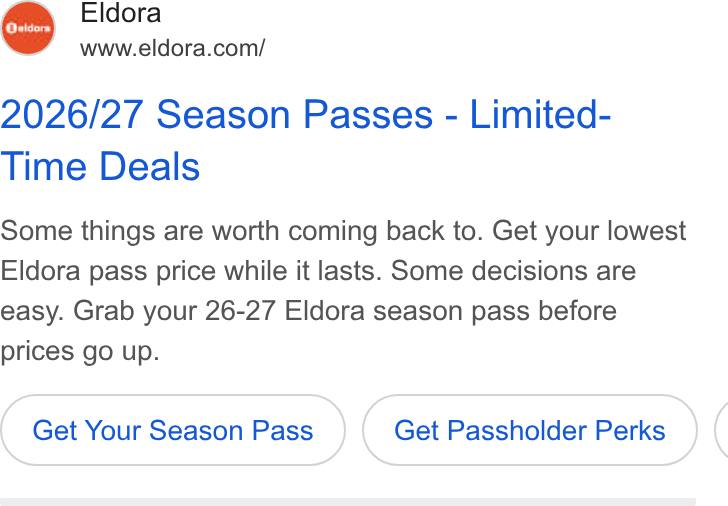 eldora
Eldora
www.eldora.com/
2026/27 Season Passes - Limited-
Time Deals
Some things are worth coming back to. Get your lowest
Eldora pass price while it lasts. Some decisions are
easy. Grab your 26-27 Eldora season pass before
prices go up.
Get Your Season Pass
Get Passholder Perks